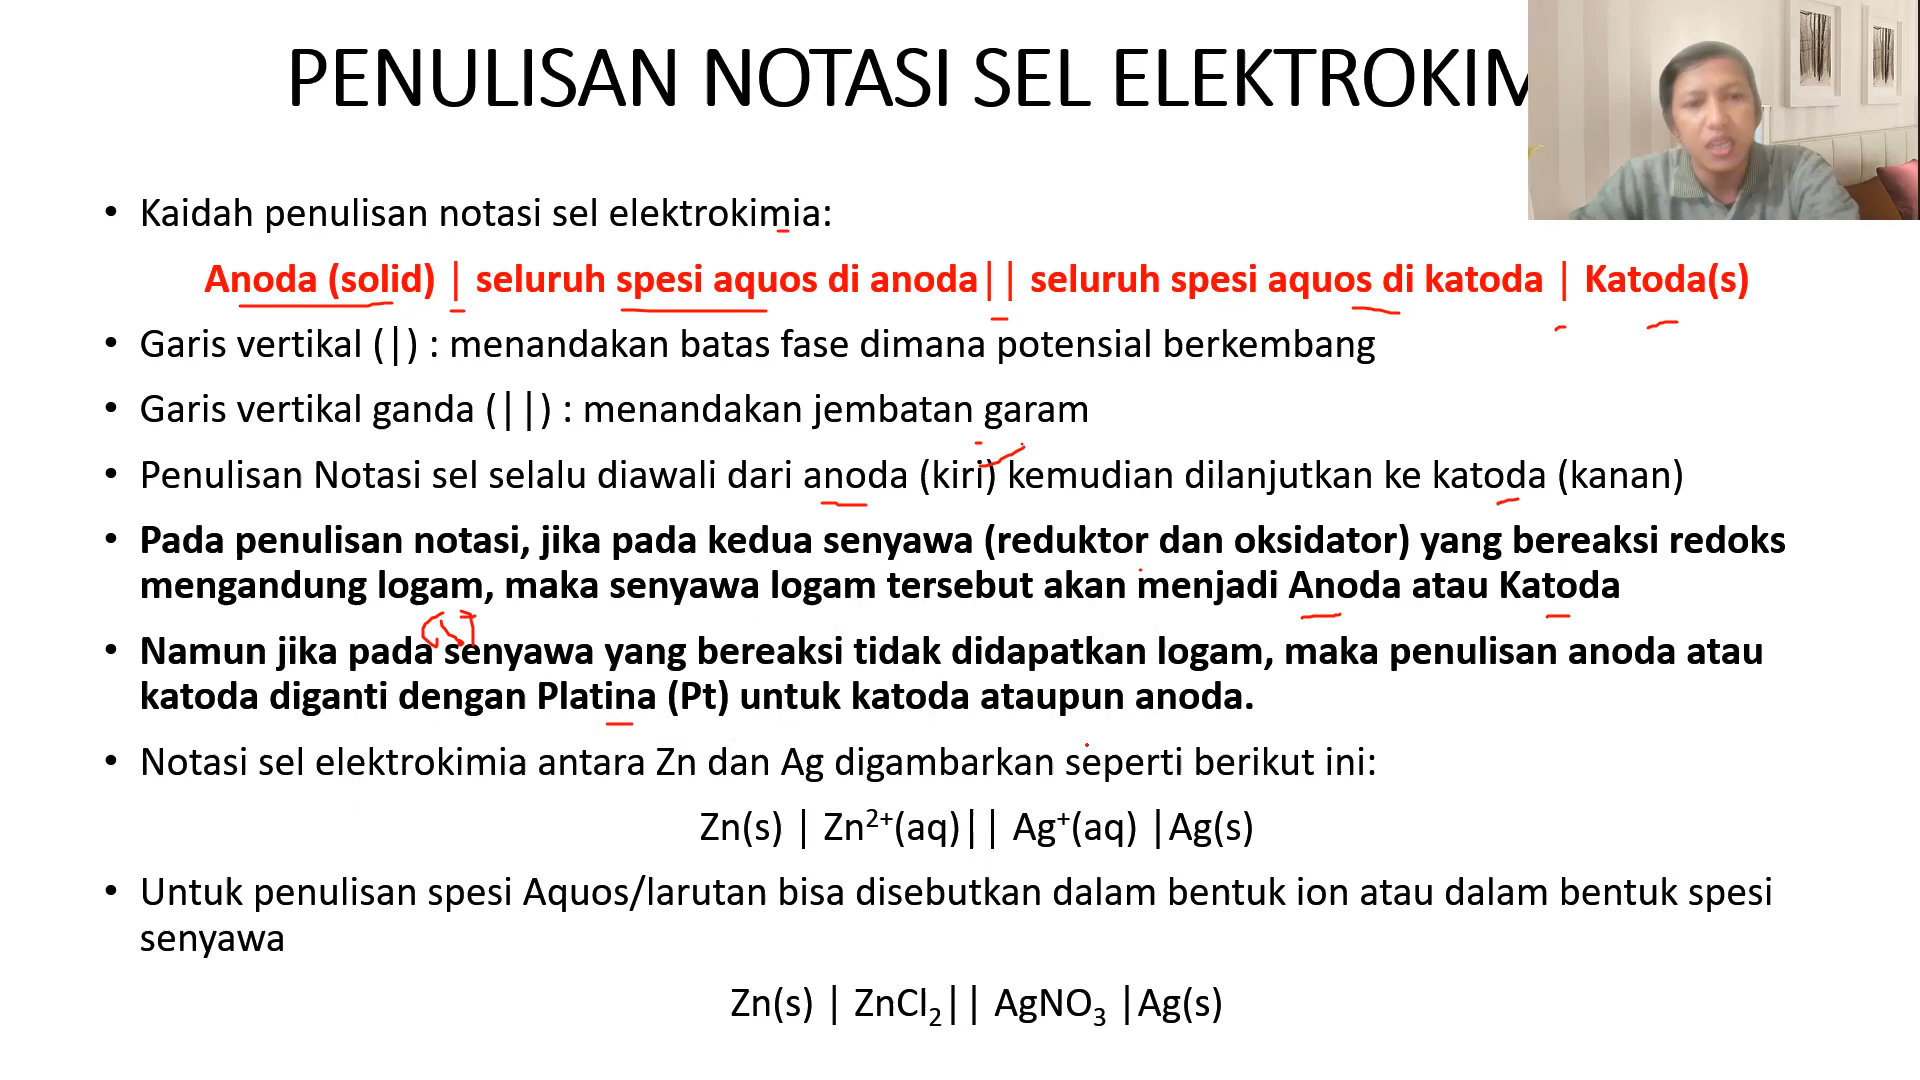 PENULISAN NOTASI SEL ELEKTROKIM
• Kaidah penulisan notasi sel elektrokimia:
Anoda (solid) | seluruh spesi aquos di anoda|| seluruh spesi aquos di katoda | Katoda(s)
• Garis vertikal (|) : menandakan batas fase dimana potensial berkembang
• Garis vertikal ganda (||) : menandakan jembatan garam
• Penulisan Notasi sel selalu diawali dari anoda (kiri) kemudian dilanjutkan ke katoda (kanan)
• Pada penulisan notasi, jika pada kedua senyawa (reduktor dan oksidator) yang bereaksi redoks
mengandung logam, maka senyawa logam tersebut akan menjadi Anoda atau Katoda
• Namun jika pada senyawa yang bereaksi tidak didapatkan logam, maka penulisan anoda atau
katoda diganti dengan Platina (Pt) untuk katoda ataupun anoda.
• Notasi sel elektrokimia antara Zn dan Ag digambarkan seperti berikut ini:
Zn(s) | Zn²⁺(aq)|| Ag⁺(aq) |Ag(s)
• Untuk penulisan spesi Aquos/larutan bisa disebutkan dalam bentuk ion atau dalam bentuk spesi
senyawa
Zn(s) | ZnCl₂|| AgNO₃ |Ag(s)